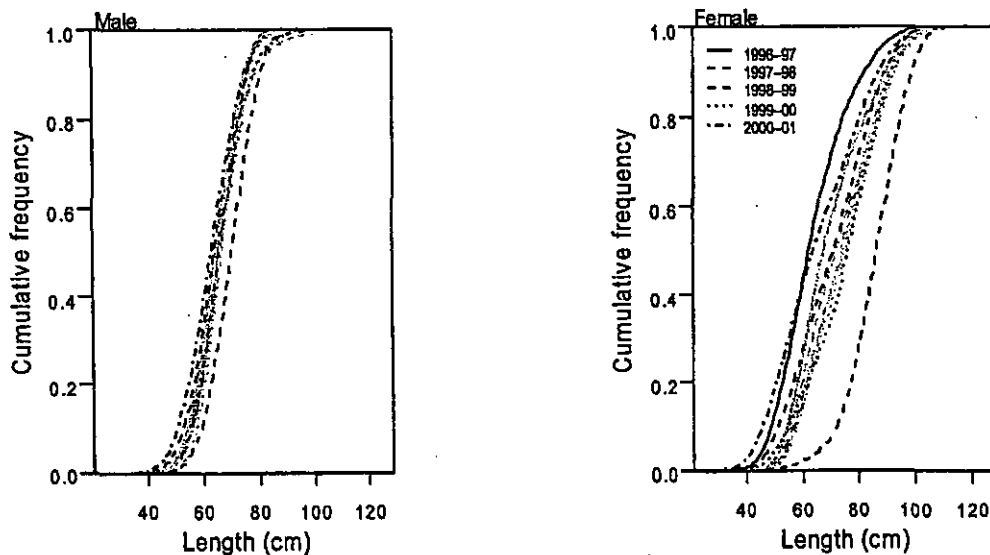 Male
Cumulative frequency
1.0
0.8
0.6
0.4
0.2
0.0
40 60 80 100 120
Length (cm)
Female
1996–97
1997–98
1998–99
1999–00
2000–01
Cumulative frequency
1.0
0.8
0.6
0.4
0.2
0.0
40 60 80 100 120
Length (cm)